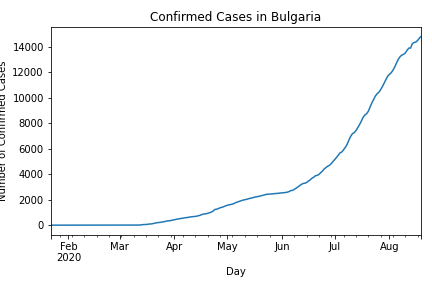 Confirmed Cases in Bulgaria
14000
12000
10000
8000
6000
4000
2000
0
Number of Confirmed Cases
Feb Mar Apr May Jun Jul Aug
2020
Day